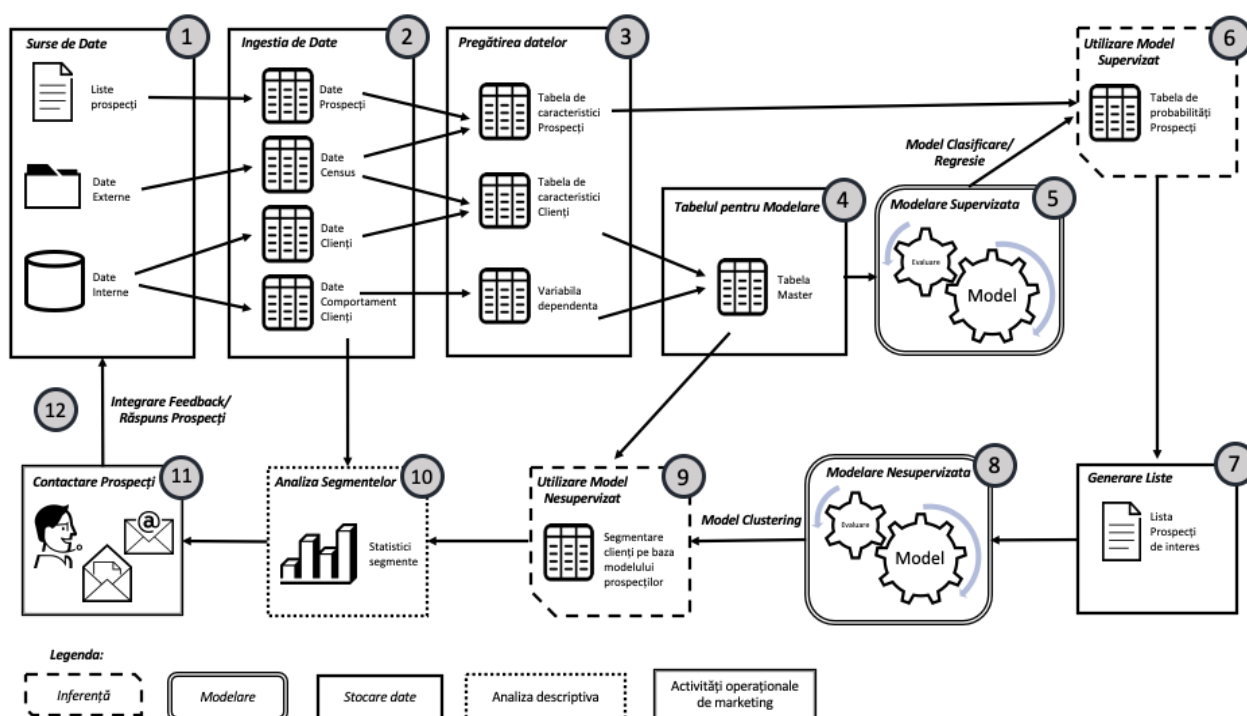 Surse de Date
1
Liste
prospecți
Date
Externe
Date
Interne
Ingestia de Date
2
Date
Prospecți
Date
Census
Date
Clienți
Date
Comportament
Clienți
Pregătirea datelor
3
Tabela de
caracteristici
Prospecți
Tabela de
caracteristici
Clienți
Variabila
dependenta
Tabelul pentru Modelare
4
Tabela
Master
Modelare Supervizata
5
Evaluare
Model
Model Clasificare/
Regresie
Utilizare Model
Supervizat
6
Tabela de
probabilități
Prospecți
Generare Liste
7
Lista
Prospecți
de interes
Modelare Nesupervizata
8
Evaluare
Model
Model Clustering
Utilizare Model
Nesupervizat
9
Segmentare
clienți pe baza
modelului
prospecților
Analiza Segmentelor
10
Statistici
segmente
Contactare Prospecți
11
@
12
Integrare Feedback/
Răspuns Prospecți
Legenda:
Inferență
Modelare
Stocare date
Analiza descriptiva
Activități operaționale
de marketing